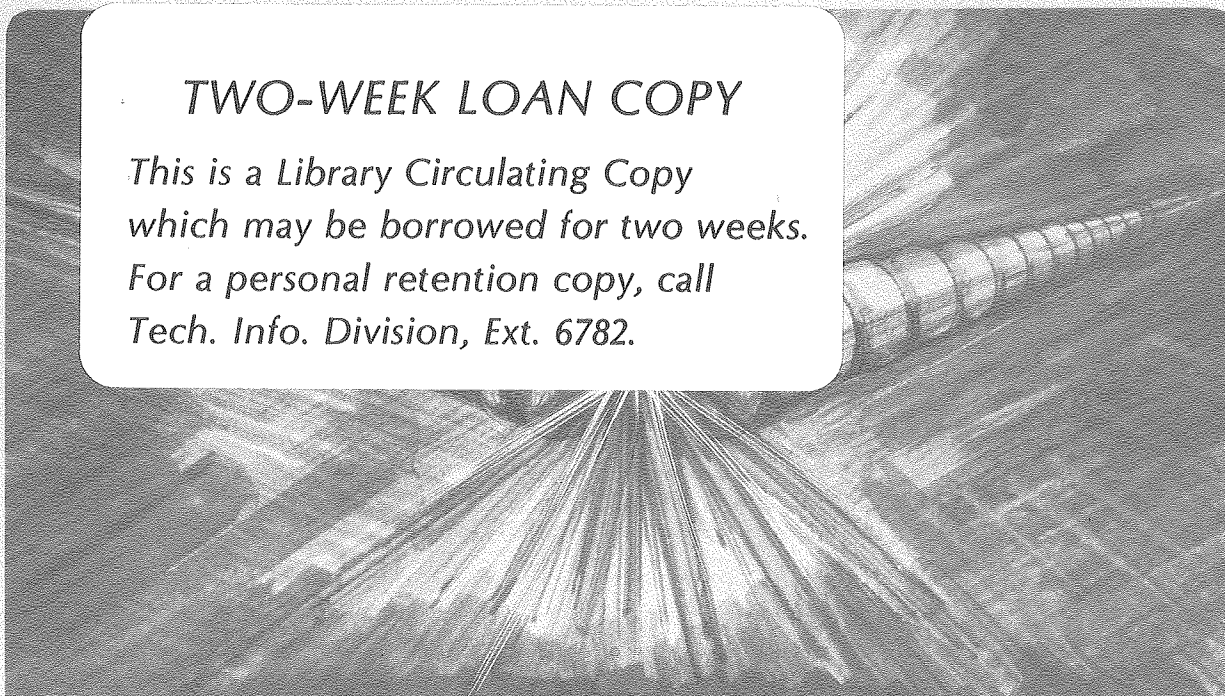 TWO-WEEK LOAN COPY
This is a Library Circulating Copy
which may be borrowed for two weeks.
For a personal retention copy, call
Tech. Info. Division, Ext. 6782.